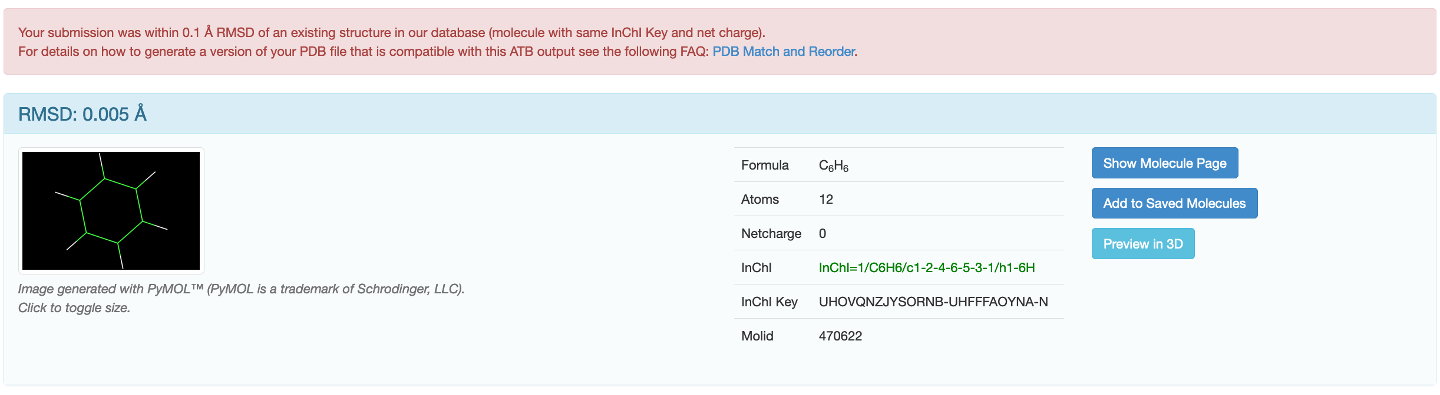 Your submission was within 0.1 Å RMSD of an existing structure in our database (molecule with same InChI Key and net charge).
For details on how to generate a version of your PDB file that is compatible with this ATB output see the following FAQ: PDB Match and Reorder.
RMSD: 0.005 Å
Image generated with PyMOL™ (PyMOL is a trademark of Schrodinger, LLC).
Click to toggle size.
Formula C₆H₆
Atoms 12
Netcharge 0
InChI InChI=1/C6H6/c1-2-4-6-5-3-1/h1-6H
InChI Key UHOVQNZJYSORNB-UHFFFAOYNA-N
Molid 470622
Show Molecule Page
Add to Saved Molecules
Preview in 3D